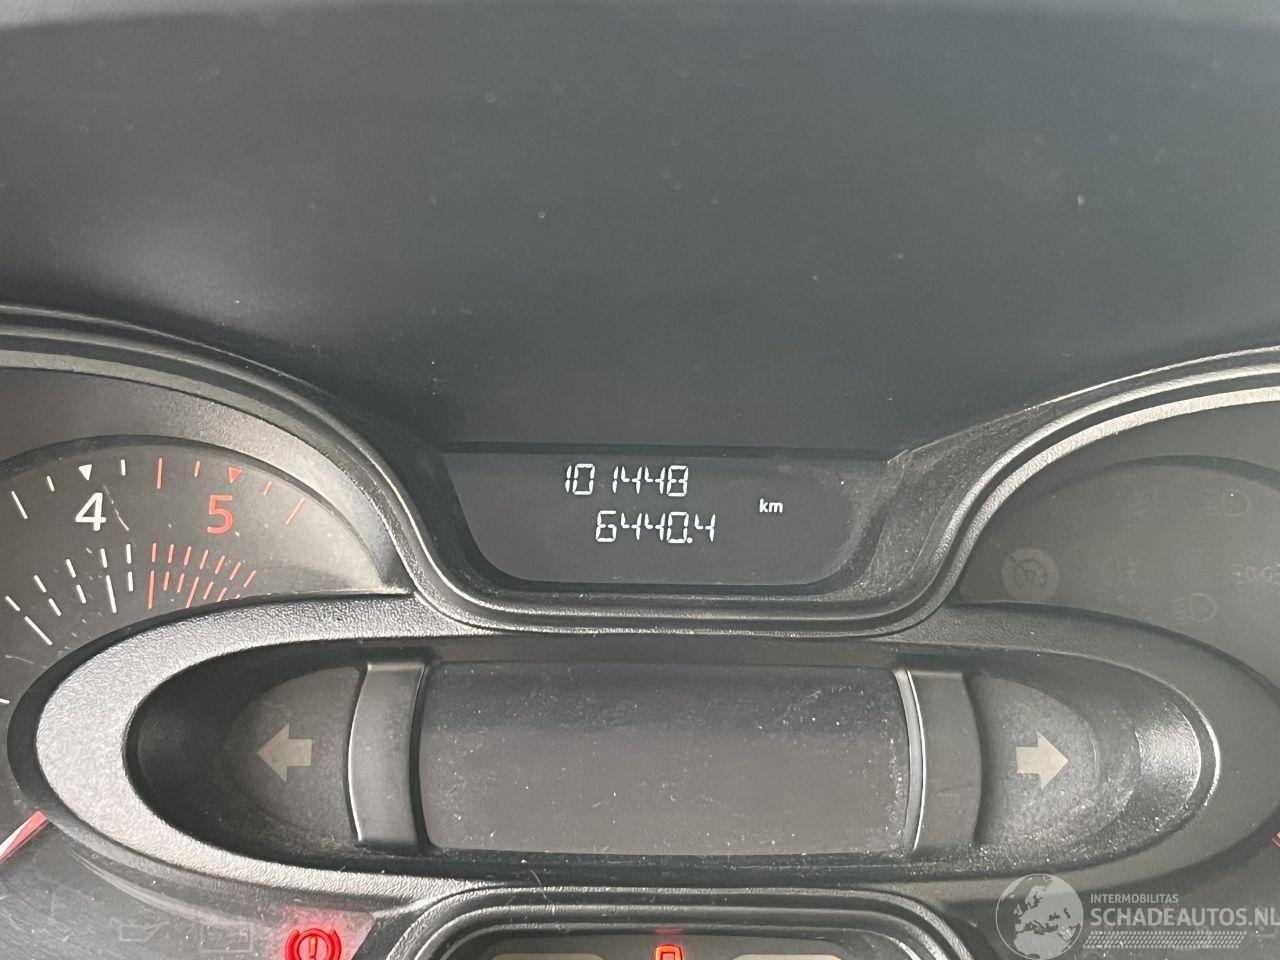 101448
km
6440.4
4 5
INTERMOBILITAS
SCHADEAUTOS.NL